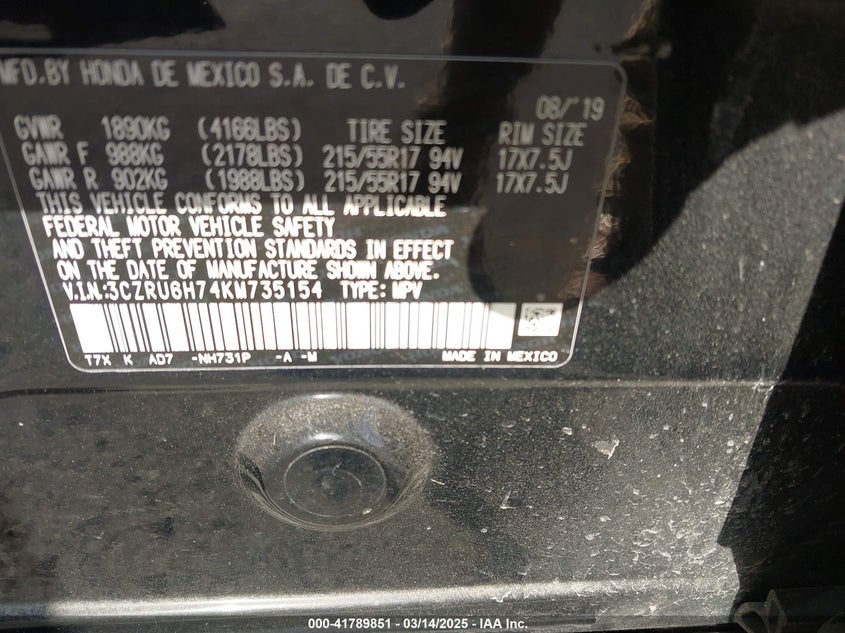 MFD.BY HONDA DE MEXICO S.A. DE C.V.
08/'19
GVWR 1890KG (4166LBS) TIRE SIZE RIM SIZE
GAWR F 988KG (2178LBS) 215/55R17 94V 17X7.5J
GAWR R 902KG (1988LBS) 215/55R17 94V 17X7.5J
THIS VEHICLE CONFORMS TO ALL APPLICABLE
FEDERAL MOTOR VEHICLE SAFETY
AND THEFT PREVENTION STANDARDS IN EFFECT
ON THE DATE OF MANUFACTURE SHOWN ABOVE.
V.I.N:3CZRU6H74KM735154 TYPE: MPV
T7X K AD7 -NH731P -A -M MADE IN MEXICO
000-41789851 - 03/14/2025 - IAA Inc.